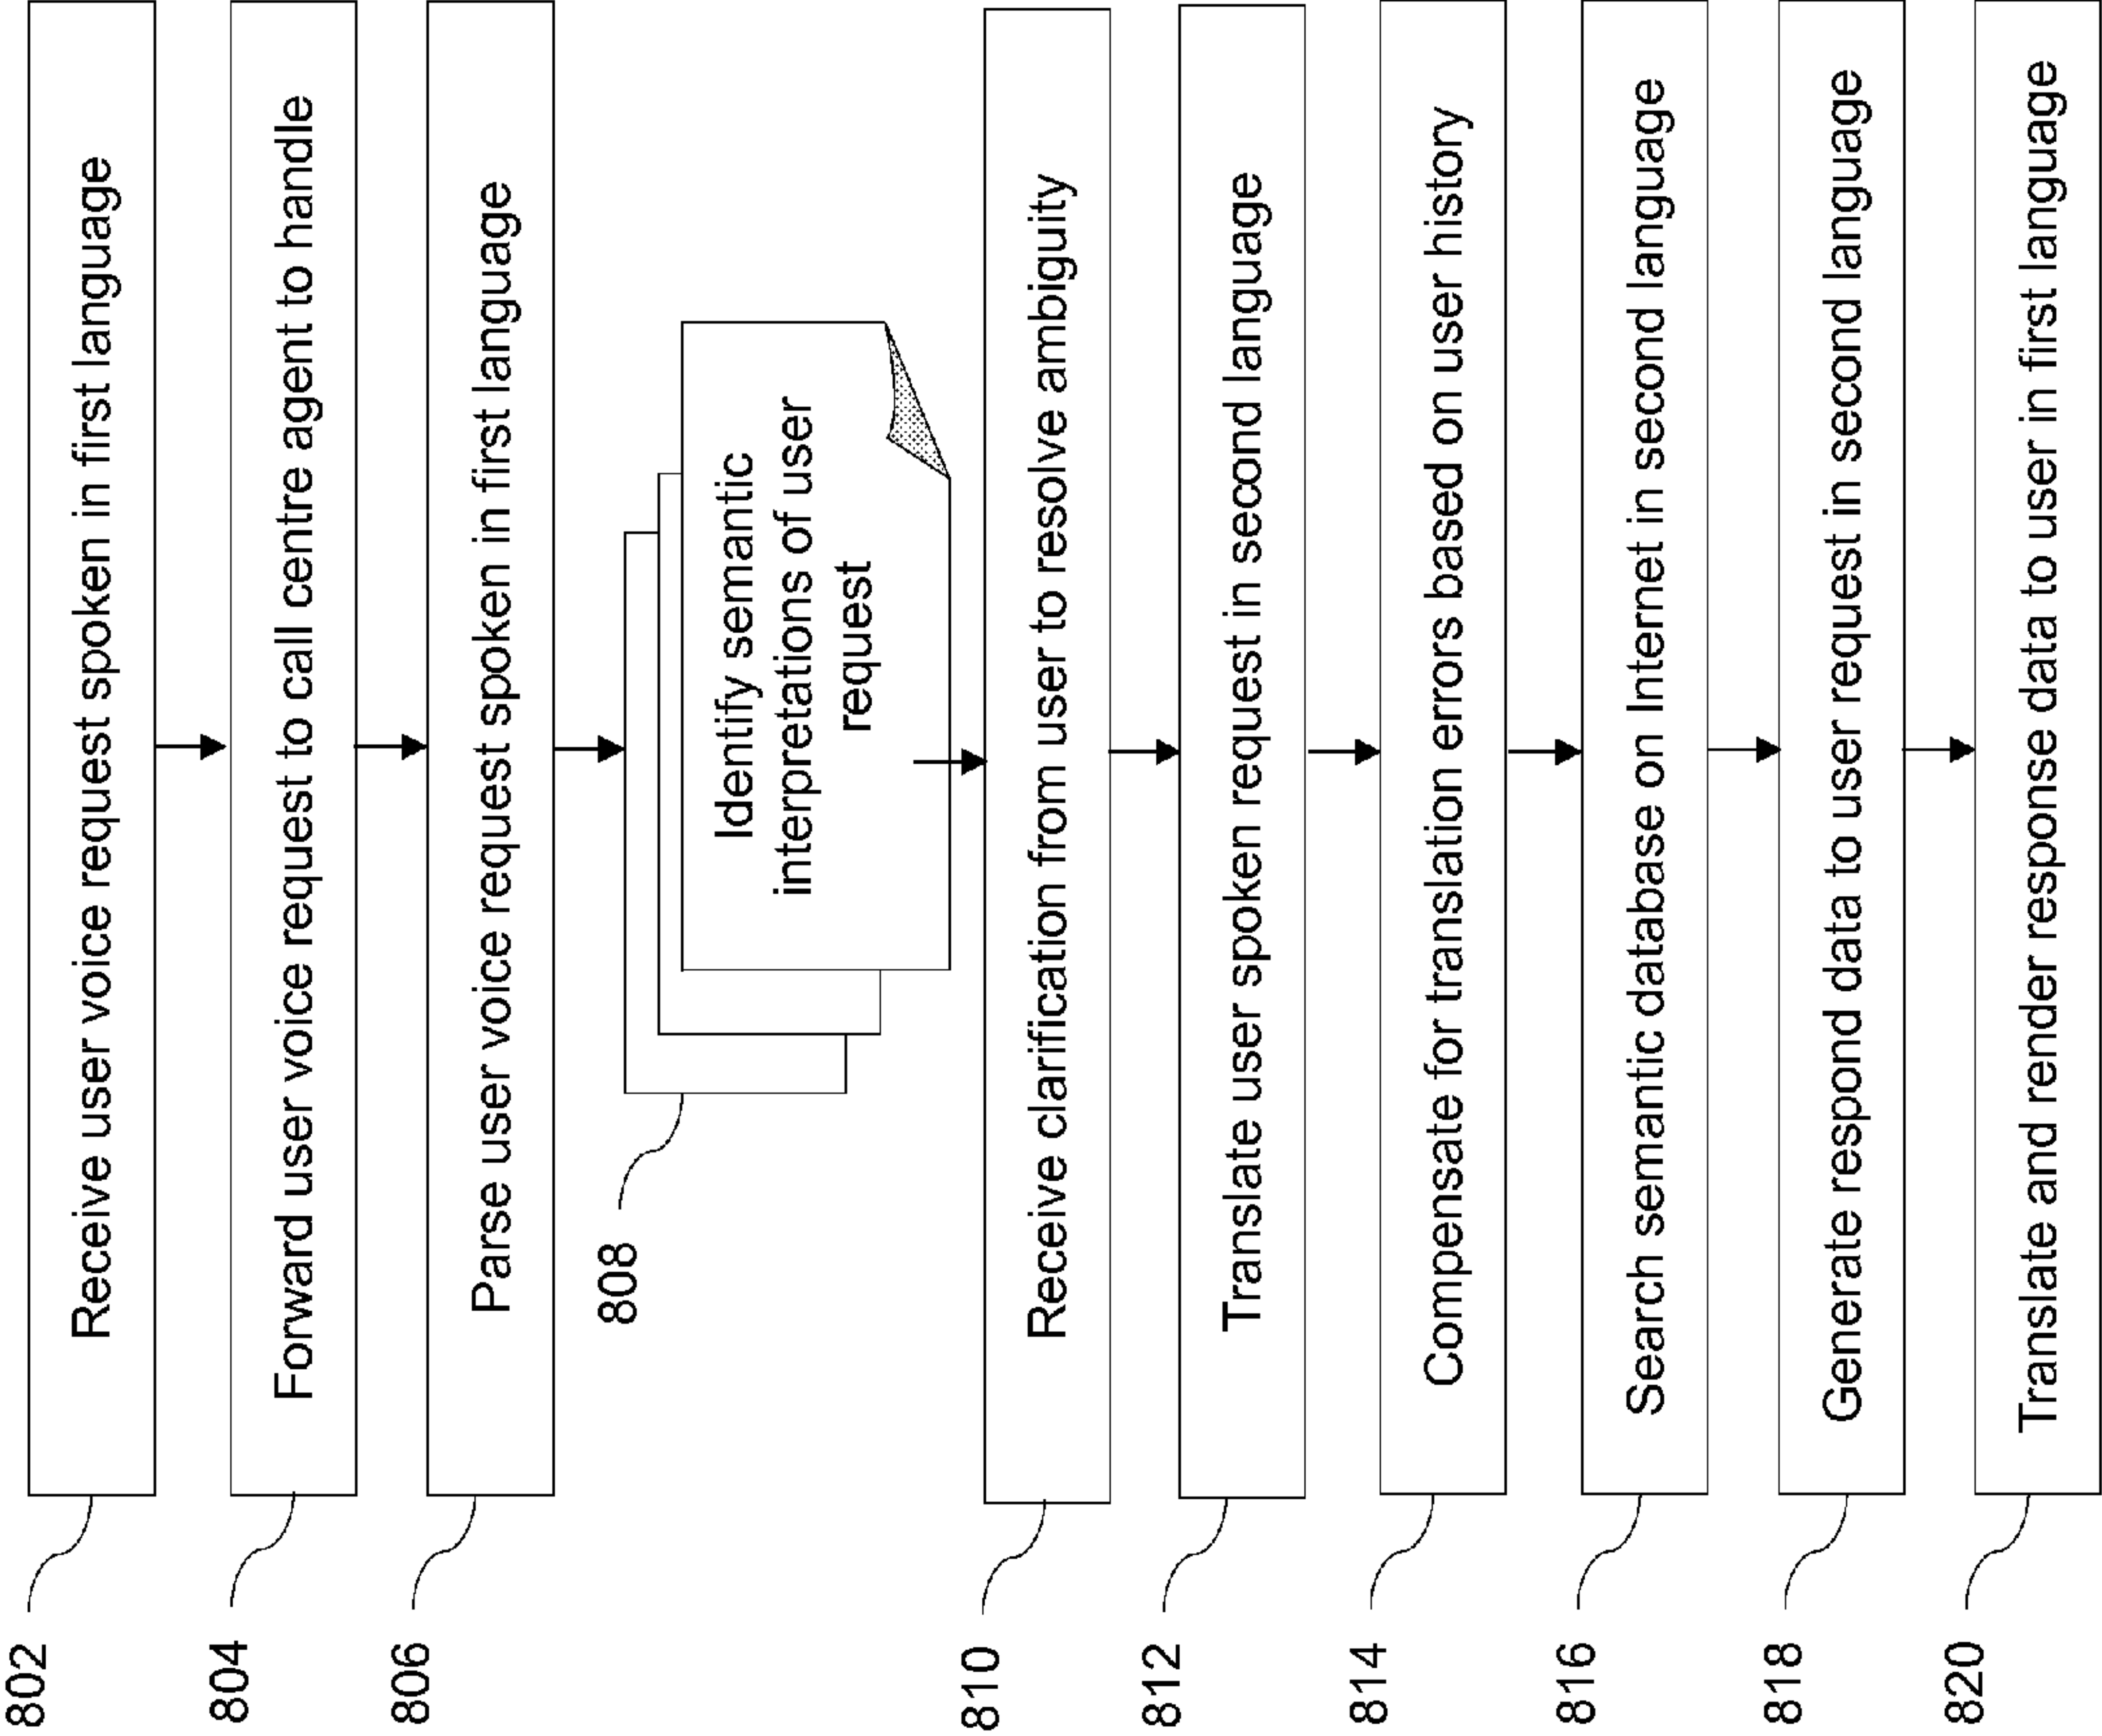 802
Receive user voice request spoken in first language
804
Forward user voice request to call centre agent to handle
806
Parse user voice request spoken in first language
808
Identify semantic
interpretations of user
request
810
Receive clarification from user to resolve ambiguity
812
Translate user spoken request in second language
814
Compensate for translation errors based on user history
816
Search semantic database on Internet in second language
818
Generate respond data to user request in second language
820
Translate and render response data to user in first language